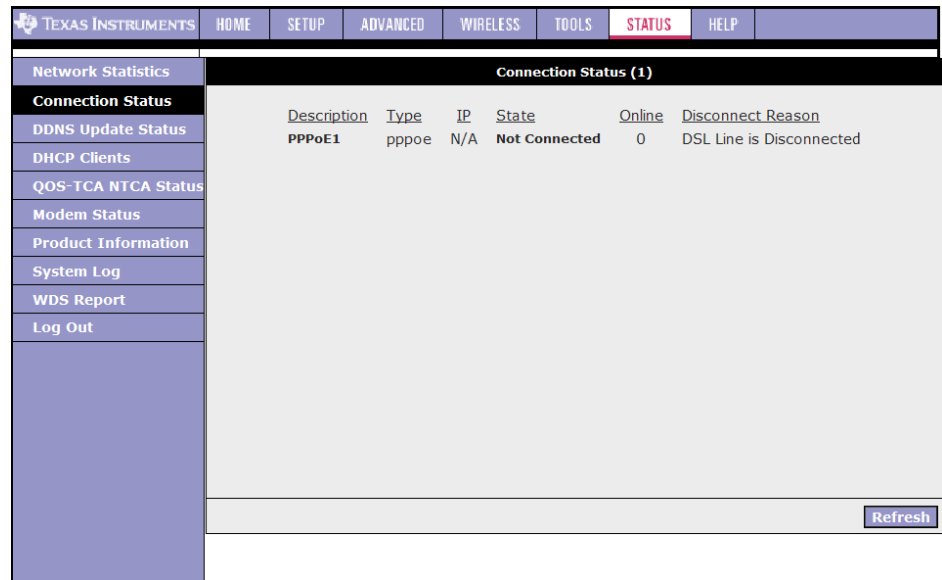 TEXAS INSTRUMENTS HOME SETUP ADVANCED WIRELESS TOOLS STATUS HELP
Network Statistics
Connection Status
DDNS Update Status
DHCP Clients
QOS-TCA NTCA Status
Modem Status
Product Information
System Log
WDS Report
Log Out
Connection Status (1)
Description Type IP State Online Disconnect Reason
PPPoE1 pppoe N/A Not Connected 0 DSL Line is Disconnected
Refresh